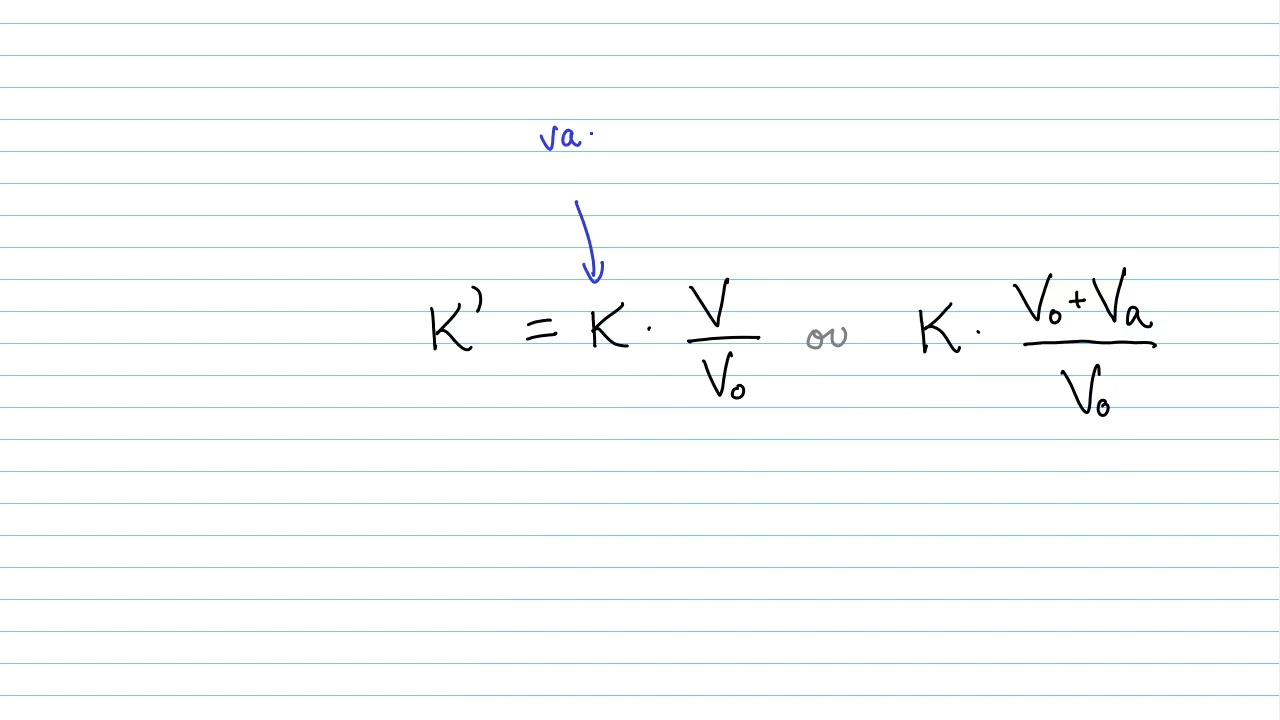 va.
K' = K · V/V₀ ou K · (V₀ + Vₐ)/V₀